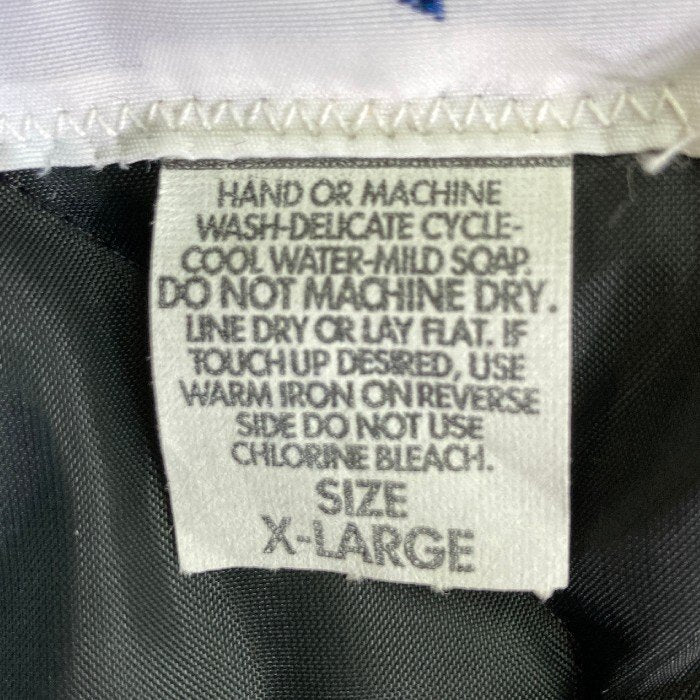 HAND OR MACHINE
WASH-DELICATE CYCLE-
COOL WATER-MILD SOAP.
DO NOT MACHINE DRY.
LINE DRY OR LAY FLAT. IF
TOUCH UP DESIRED, USE
WARM IRON ON REVERSE
SIDE DO NOT USE
CHLORINE BLEACH.
SIZE
X-LARGE